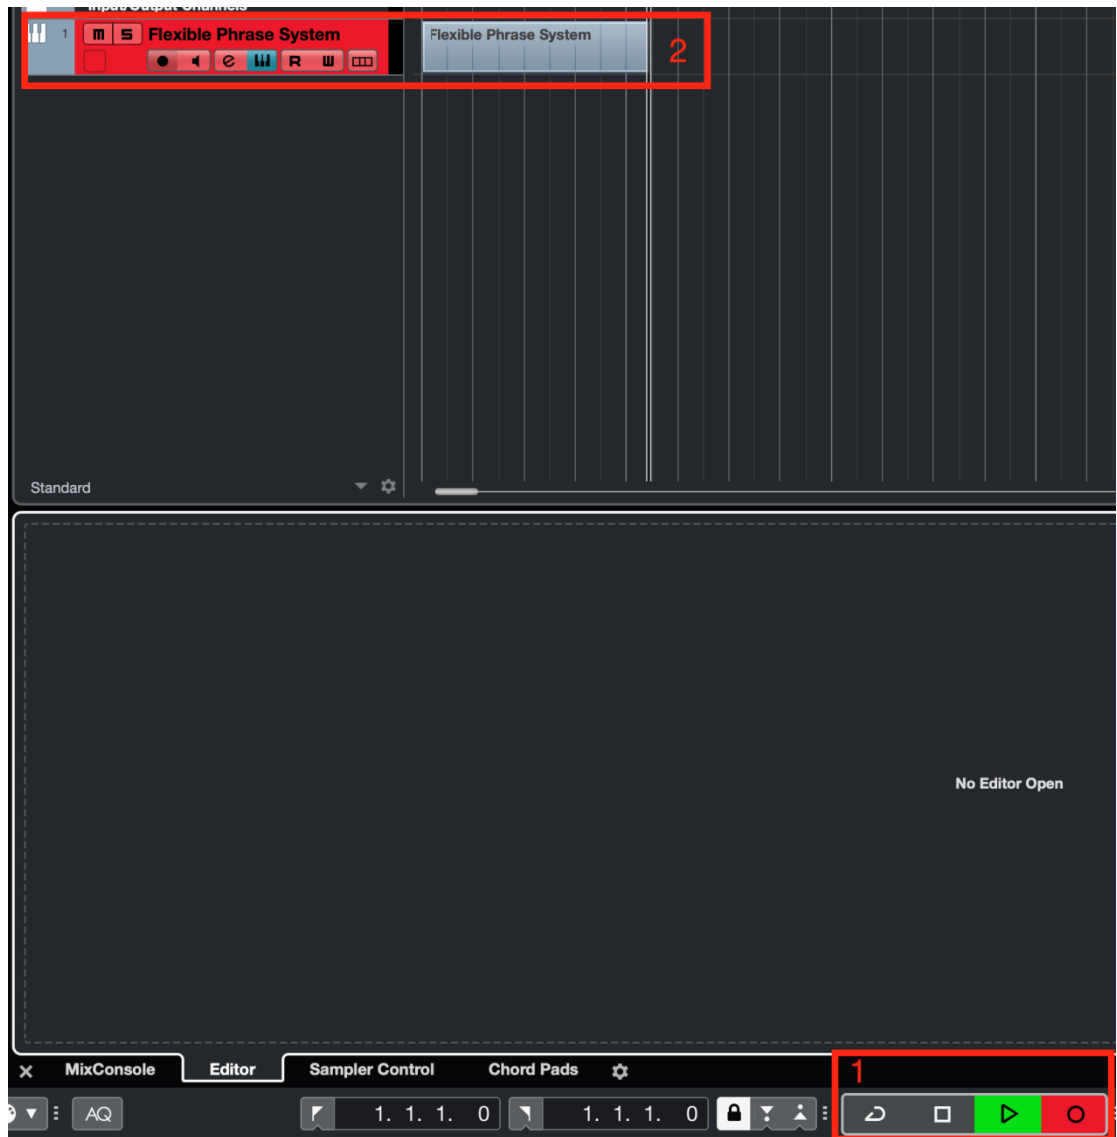 Input/Output Channels
1 m S Flexible Phrase System
e R W
Flexible Phrase System
2
Standard
No Editor Open
MixConsole Editor Sampler Control Chord Pads
1
AQ 1. 1. 1. 0 1. 1. 1. 0